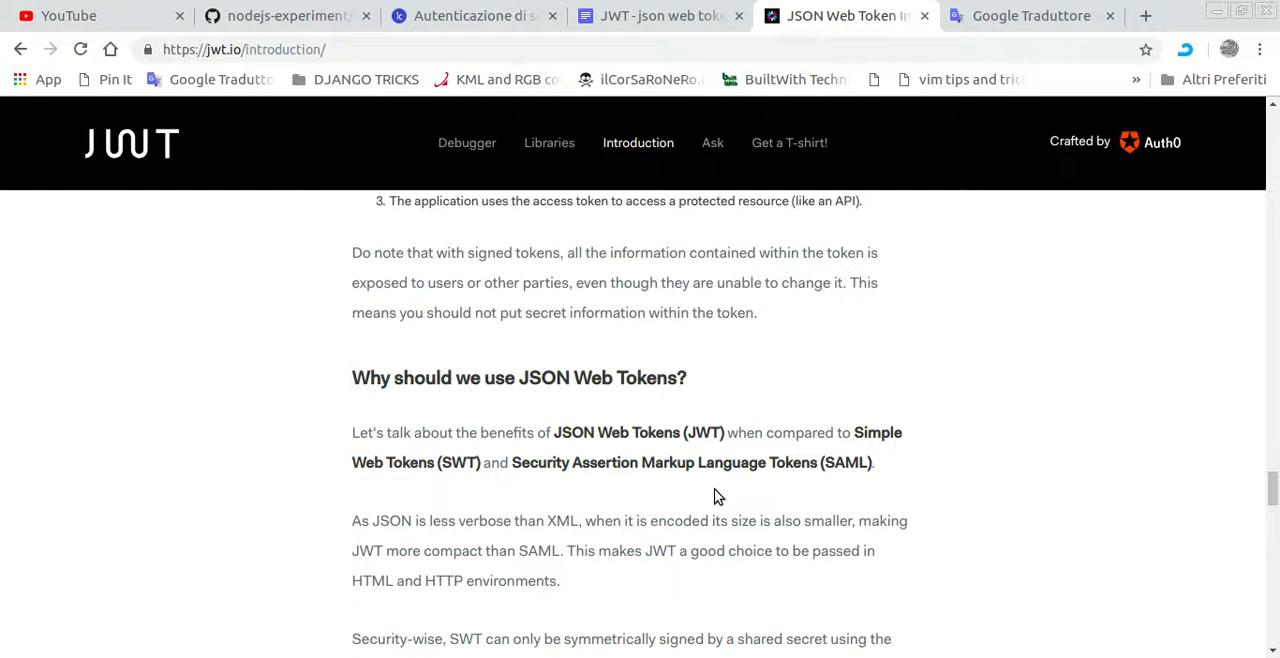 YouTube
nodejs-experiment/
Autenticazione di s
JWT - json web toke
JSON Web Token In
Google Traduttore
https://jwt.io/introduction/
App
Pin It
Google Tradutto
DJANGO TRICKS
KML and RGB co
ilCorSaRoNeRo.
BuiltWith Techn
vim tips and tric
»
Altri Preferiti
JWT
Debugger
Libraries
Introduction
Ask
Get a T-shirt!
Crafted by
Auth0
3. The application uses the access token to access a protected resource (like an API).
Do note that with signed tokens, all the information contained within the token is
exposed to users or other parties, even though they are unable to change it. This
means you should not put secret information within the token.
Why should we use JSON Web Tokens?
Let's talk about the benefits of JSON Web Tokens (JWT) when compared to Simple
Web Tokens (SWT) and Security Assertion Markup Language Tokens (SAML).
As JSON is less verbose than XML, when it is encoded its size is also smaller, making
JWT more compact than SAML. This makes JWT a good choice to be passed in
HTML and HTTP environments.
Security-wise, SWT can only be symmetrically signed by a shared secret using the